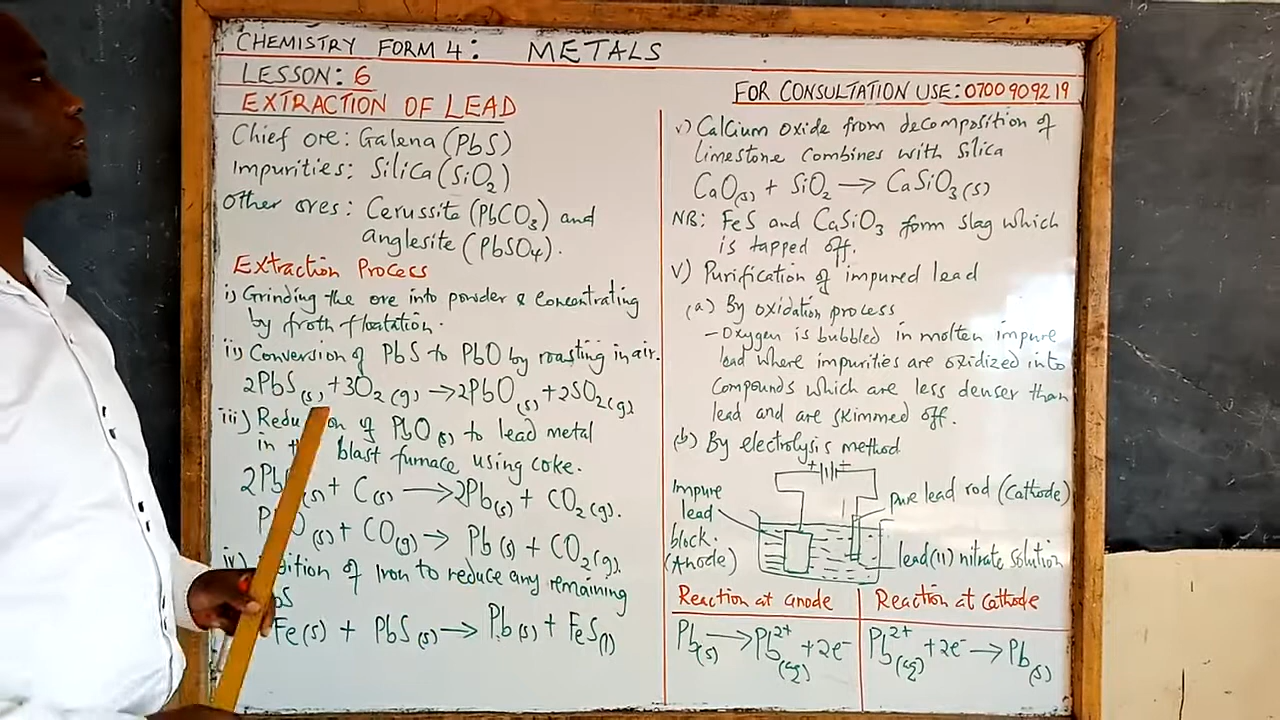 CHEMISTRY FORM 4: METALS
LESSON: 6
EXTRACTION OF LEAD
Chief ore: Galena (PbS)
Impurities: Silica (SiO₂)
Other ores: Cerussite (PbCO₃) and
anglesite (PbSO₄).
Extraction Process
i) Grinding the ore into powder & concentrating
by froth flotation.
ii) Conversion of PbS to PbO by roasting in air.
2PbS(s) + 3O₂(g) → 2PbO(s) + 2SO₂(g)
iii) Reduction of PbO(s) to lead metal
in blast furnace using coke.
(s) + C(s) → 2Pb(s) + CO₂(g).
(s) + CO(g) → Pb(s) + CO₂(g).
iv) of Iron to reduce any remaining
Fe(s) + PbS(s) → Pb(s) + FeS(l)
FOR CONSULTATION USE: 0700909219
v) Calcium oxide from decomposition of
limestone combines with Silica
CaO(s) + SiO₂ → CaSiO₃(s)
NB: FeS and CaSiO₃ form slag which
is tapped off.
V) Purification of impured lead
(a) By oxidation process
- Oxygen is bubbled in molten impure
lead where impurities are oxidized into
compounds which are less denser than
lead and are skimmed off.
(b) By electrolysis method
+ −
Impure
lead
block.
(Anode)
pure lead rod (Cathode)
lead(II) nitrate solution
Reaction at anode
Pb(s) → Pb²⁺(aq) + 2e⁻
Reaction at Cathode
Pb²⁺(aq) + 2e⁻ → Pb(s)